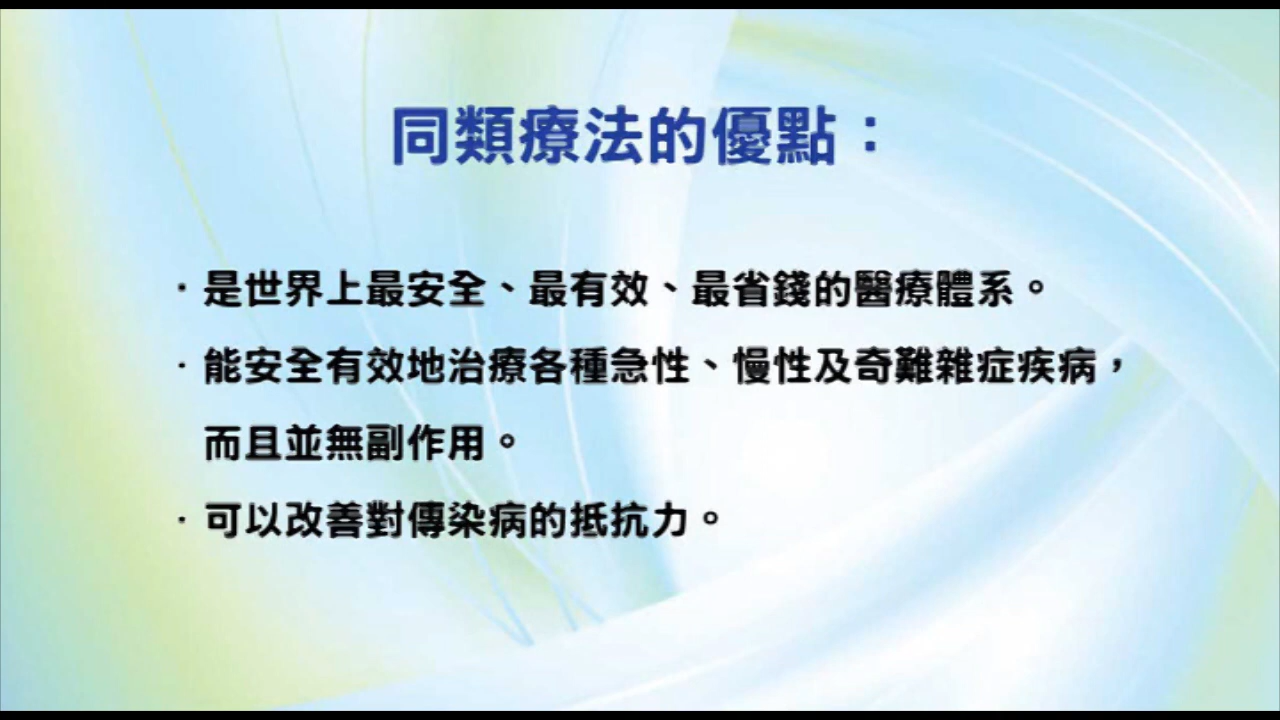 同類療法的優點：
·是世界上最安全、最有效、最省錢的醫療體系。
·能安全有效地治療各種急性、慢性及奇難雜症疾病，
而且並無副作用。
·可以改善對傳染病的抵抗力。